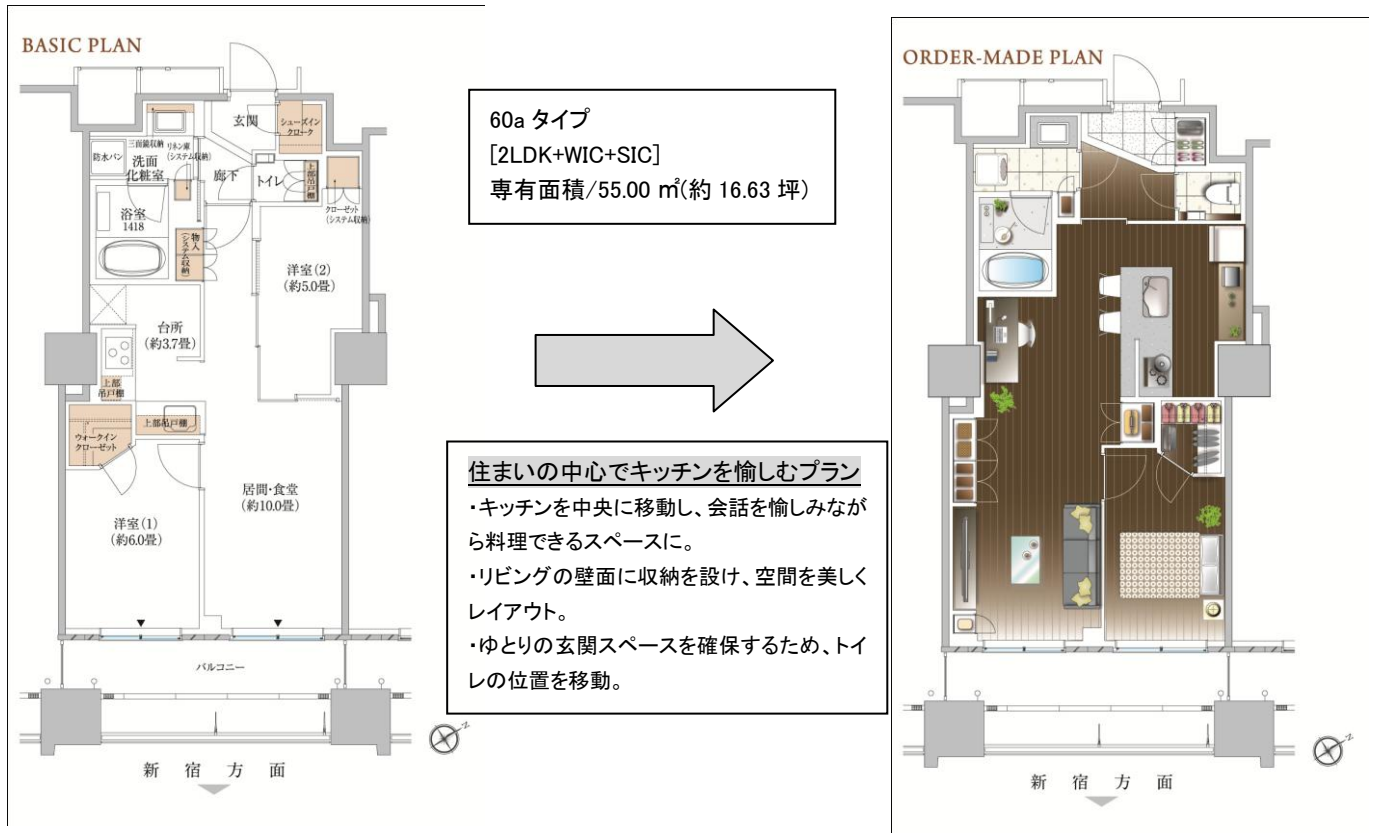 BASIC PLAN
玄関
シューズイン
クローク
三面鏡収納
リネン庫
(システム収納)
防水パン
洗面
化粧室
廊下
トイレ
上部吊戸棚
クローゼット
(システム収納)
浴室
1418
物入
(システム収納)
洋室(2)
(約5.0畳)
台所
(約3.7畳)
上部
吊戸棚
上部吊戸棚
ウォークイン
クローゼット
居間・食堂
(約10.0畳)
洋室(1)
(約6.0畳)
バルコニー
N
新宿方面
60a タイプ
[2LDK+WIC+SIC]
専有面積/55.00 ㎡(約 16.63 坪)
住まいの中心でキッチンを愉しむプラン
・キッチンを中央に移動し、会話を愉しみなが
ら料理できるスペースに。
・リビングの壁面に収納を設け、空間を美しく
レイアウト。
・ゆとりの玄関スペースを確保するため、トイ
レの位置を移動。
ORDER-MADE PLAN
N
新宿方面